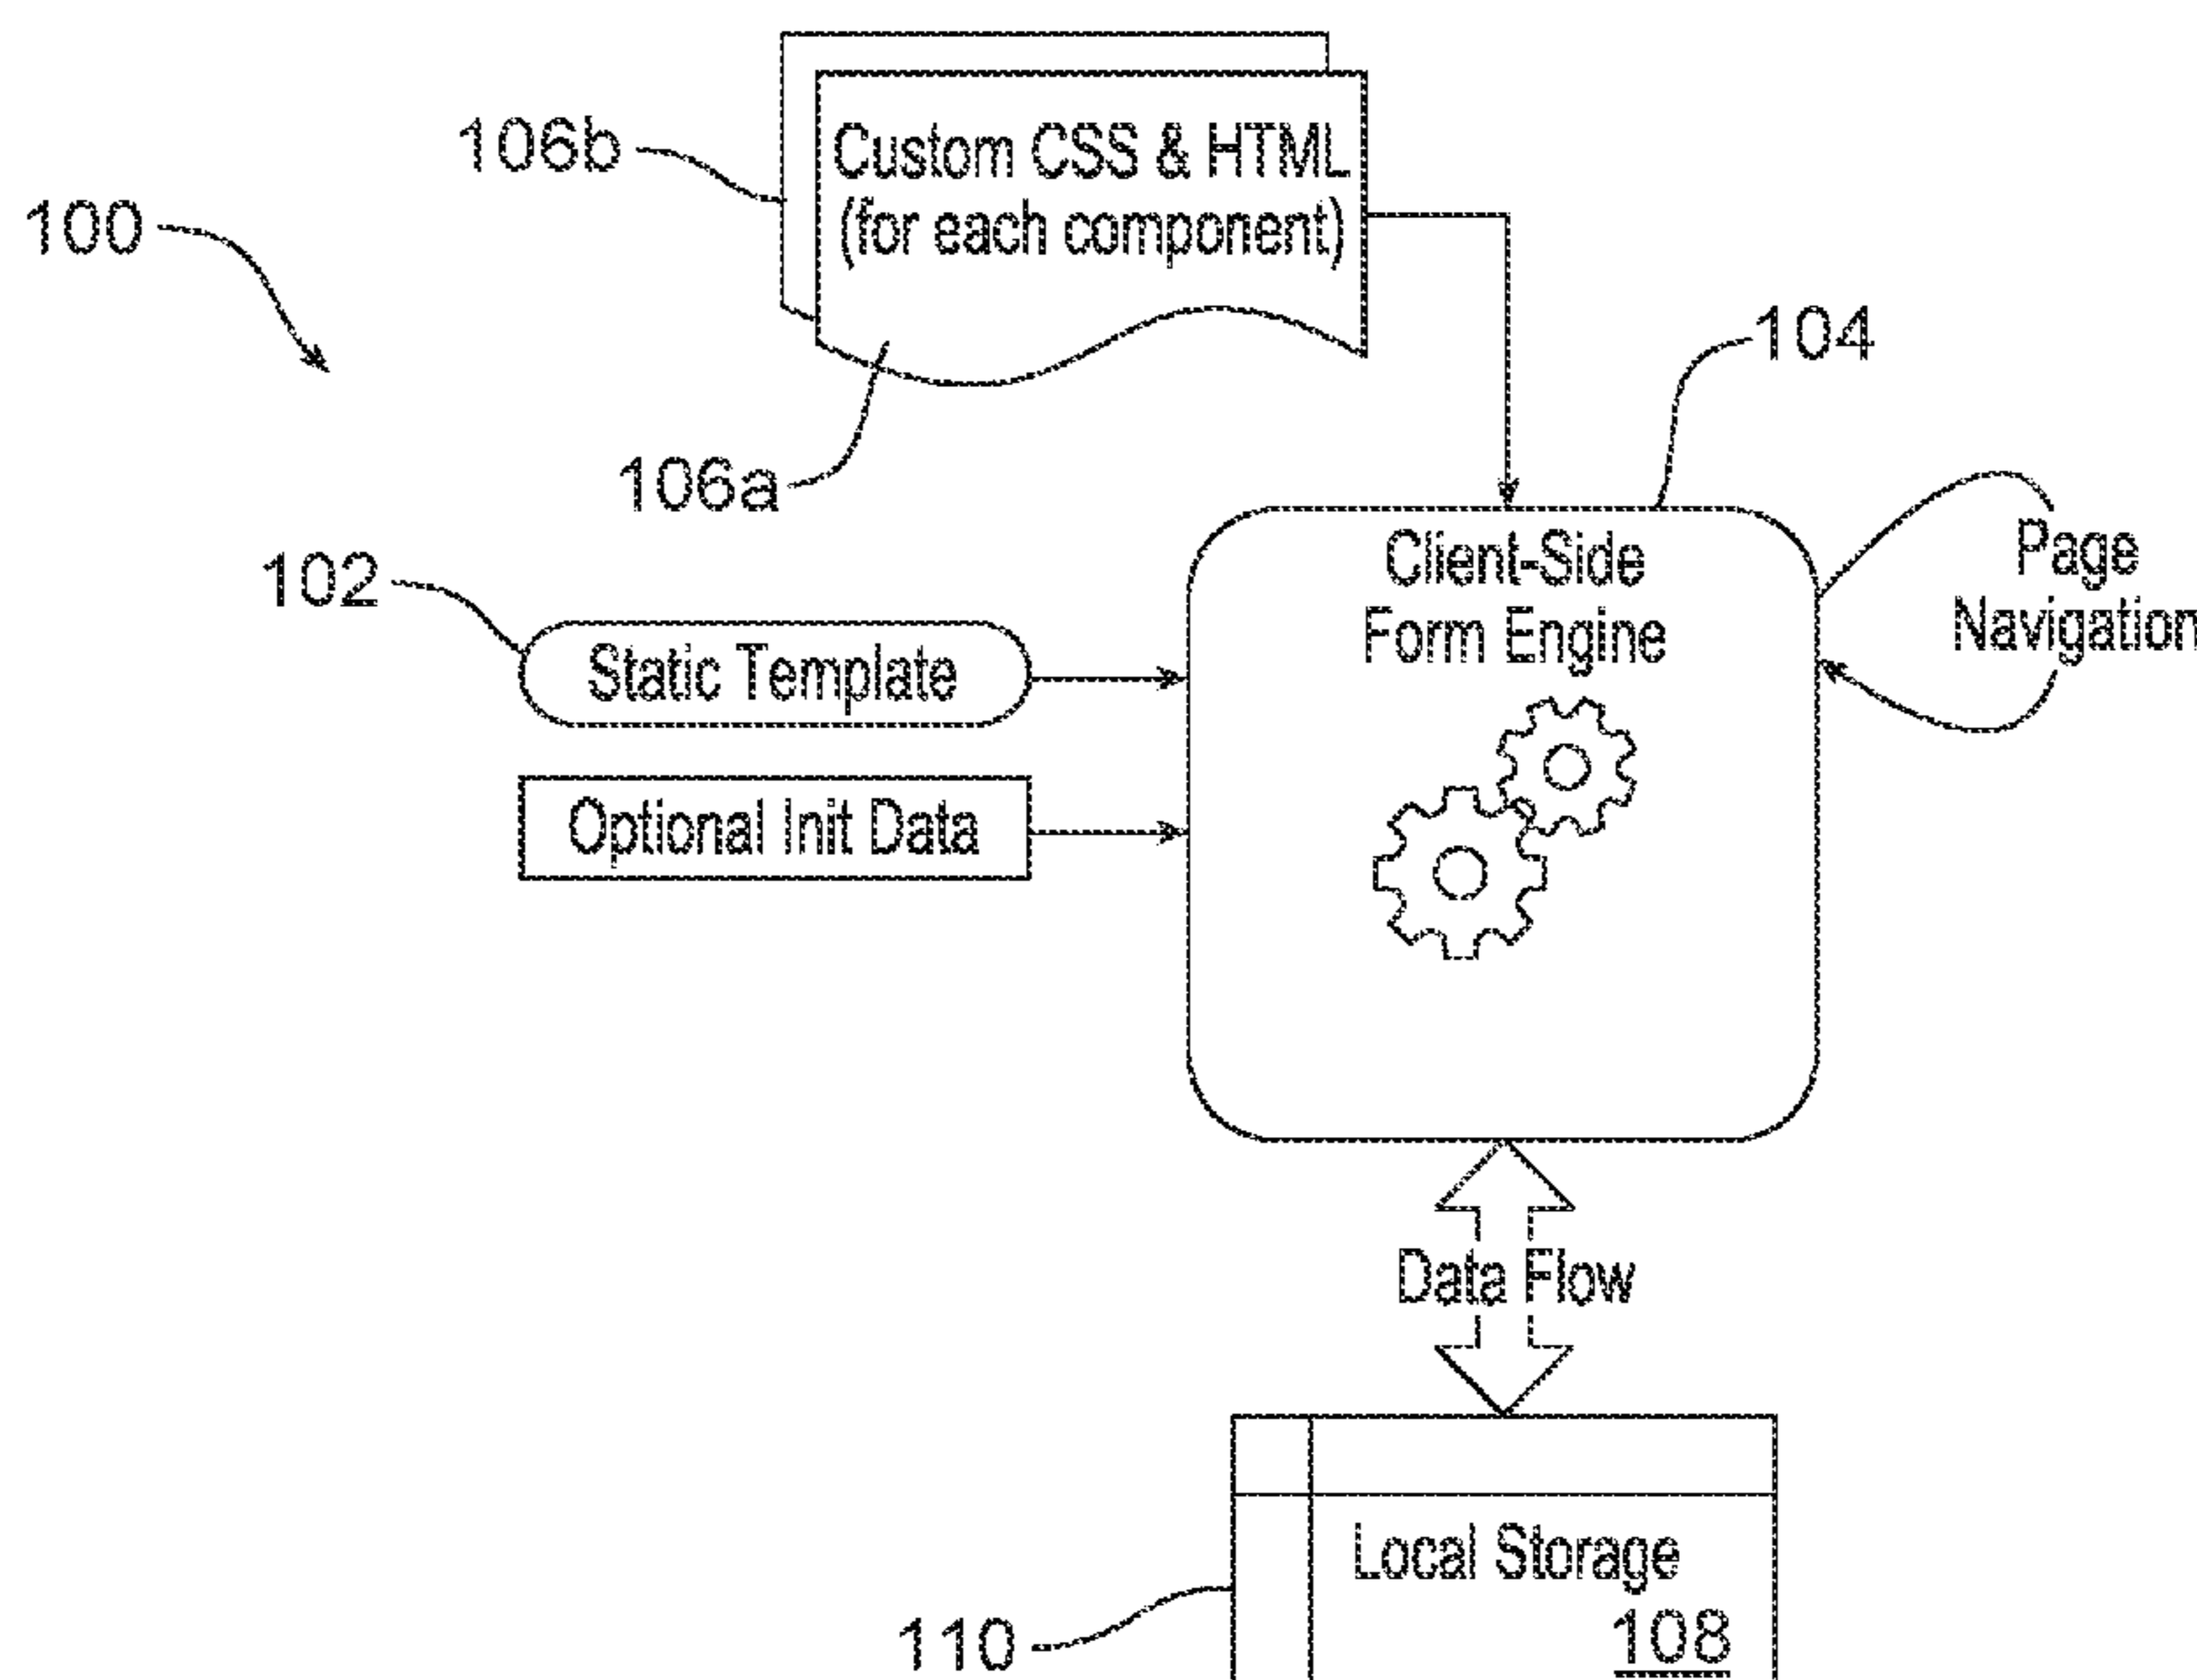 106b
Custom CSS & HTML
(for each component)
100
104
106a
Client-Side
Form Engine
Page
Navigation
102
Static Template
Optional Init Data
Data Flow
Local Storage
108
110